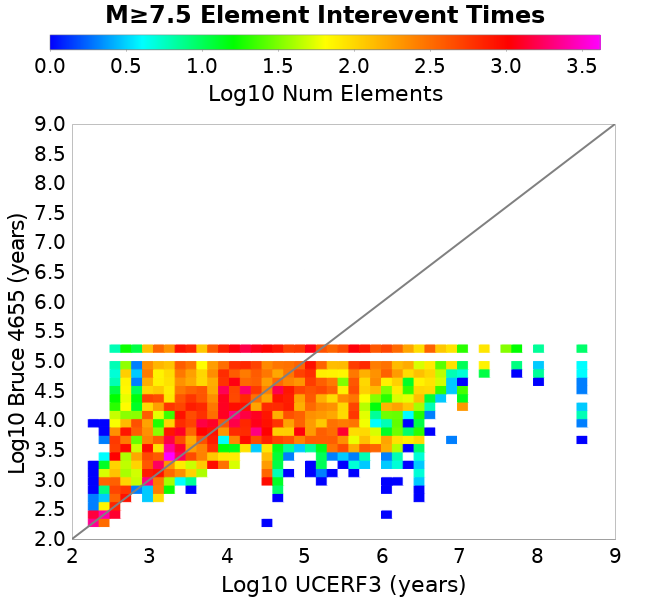 M≥7.5 Element Interevent Times
0.0 0.5 1.0 1.5 2.0 2.5 3.0 3.5
Log10 Num Elements
Log10 Bruce 4655 (years)
9.0
8.5
8.0
7.5
7.0
6.5
6.0
5.5
5.0
4.5
4.0
3.5
3.0
2.5
2.0
2 3 4 5 6 7 8 9
Log10 UCERF3 (years)